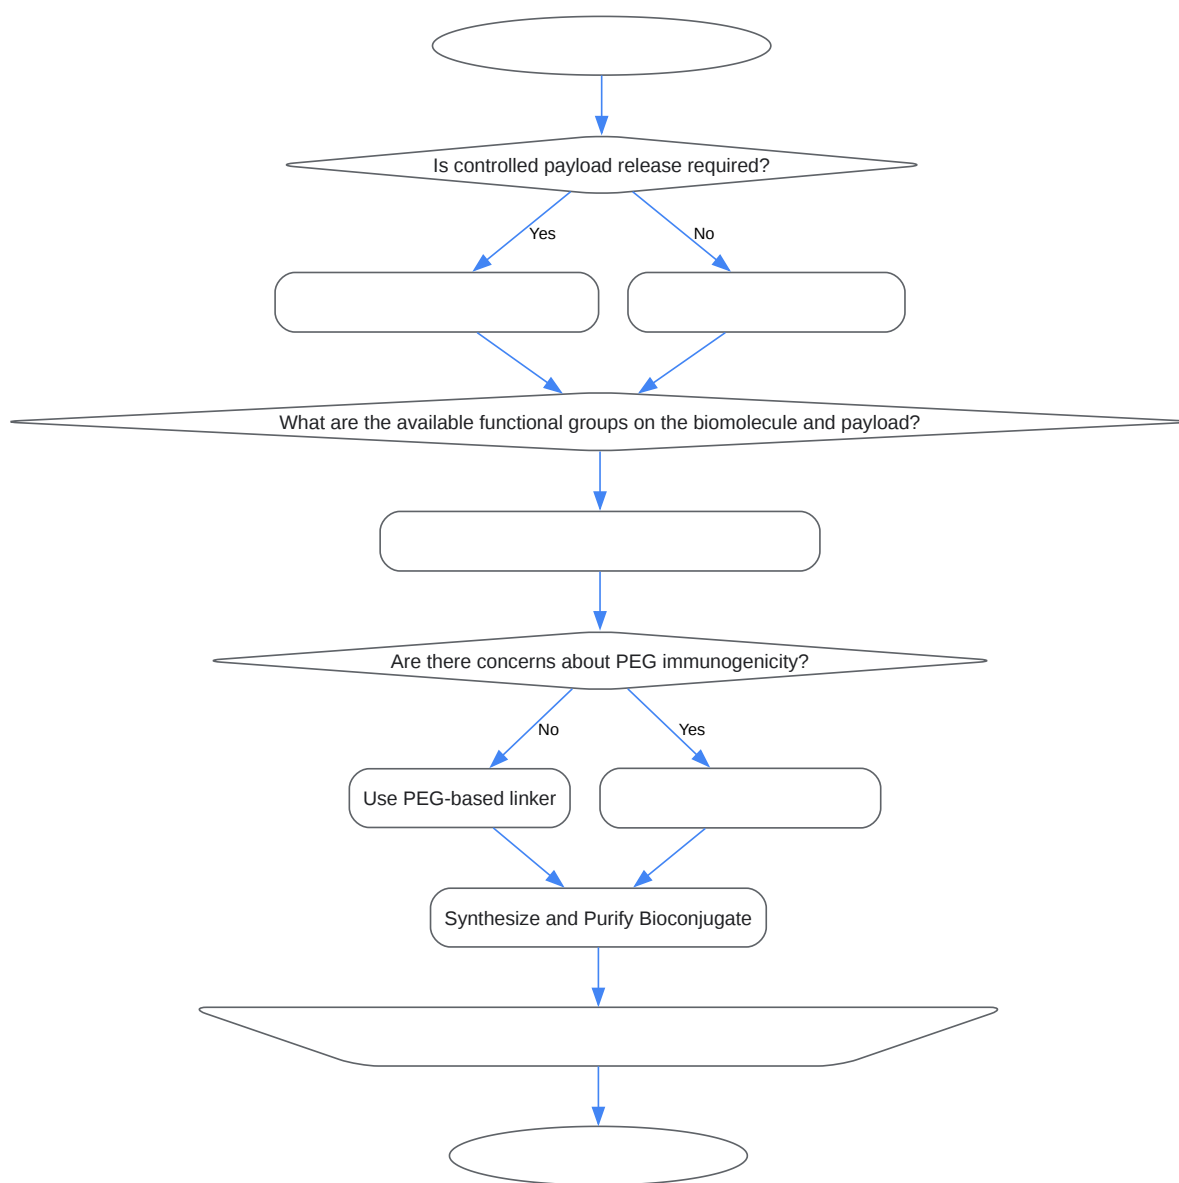 Is controlled payload release required?
Yes
No
What are the available functional groups on the biomolecule and payload?
Are there concerns about PEG immunogenicity?
No
Yes
Use PEG-based linker
Synthesize and Purify Bioconjugate